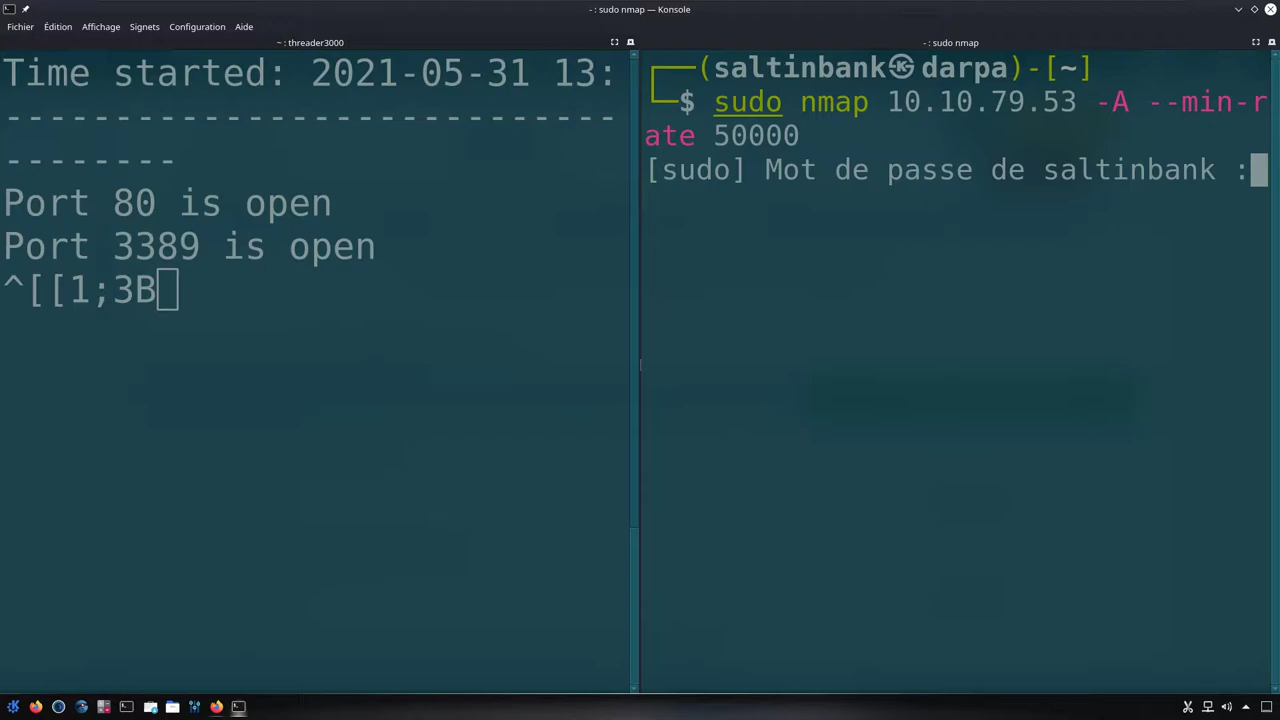 - : sudo nmap — Konsole
Fichier Édition Affichage Signets Configuration Aide
~ : threader3000
- : sudo nmap
Time started: 2021-05-31 13:
----------------------------
--------
Port 80 is open
Port 3389 is open
^[[1;3B
(saltinbank㉿darpa)-[~]
$ sudo nmap 10.10.79.53 -A --min-r
ate 50000
[sudo] Mot de passe de saltinbank :